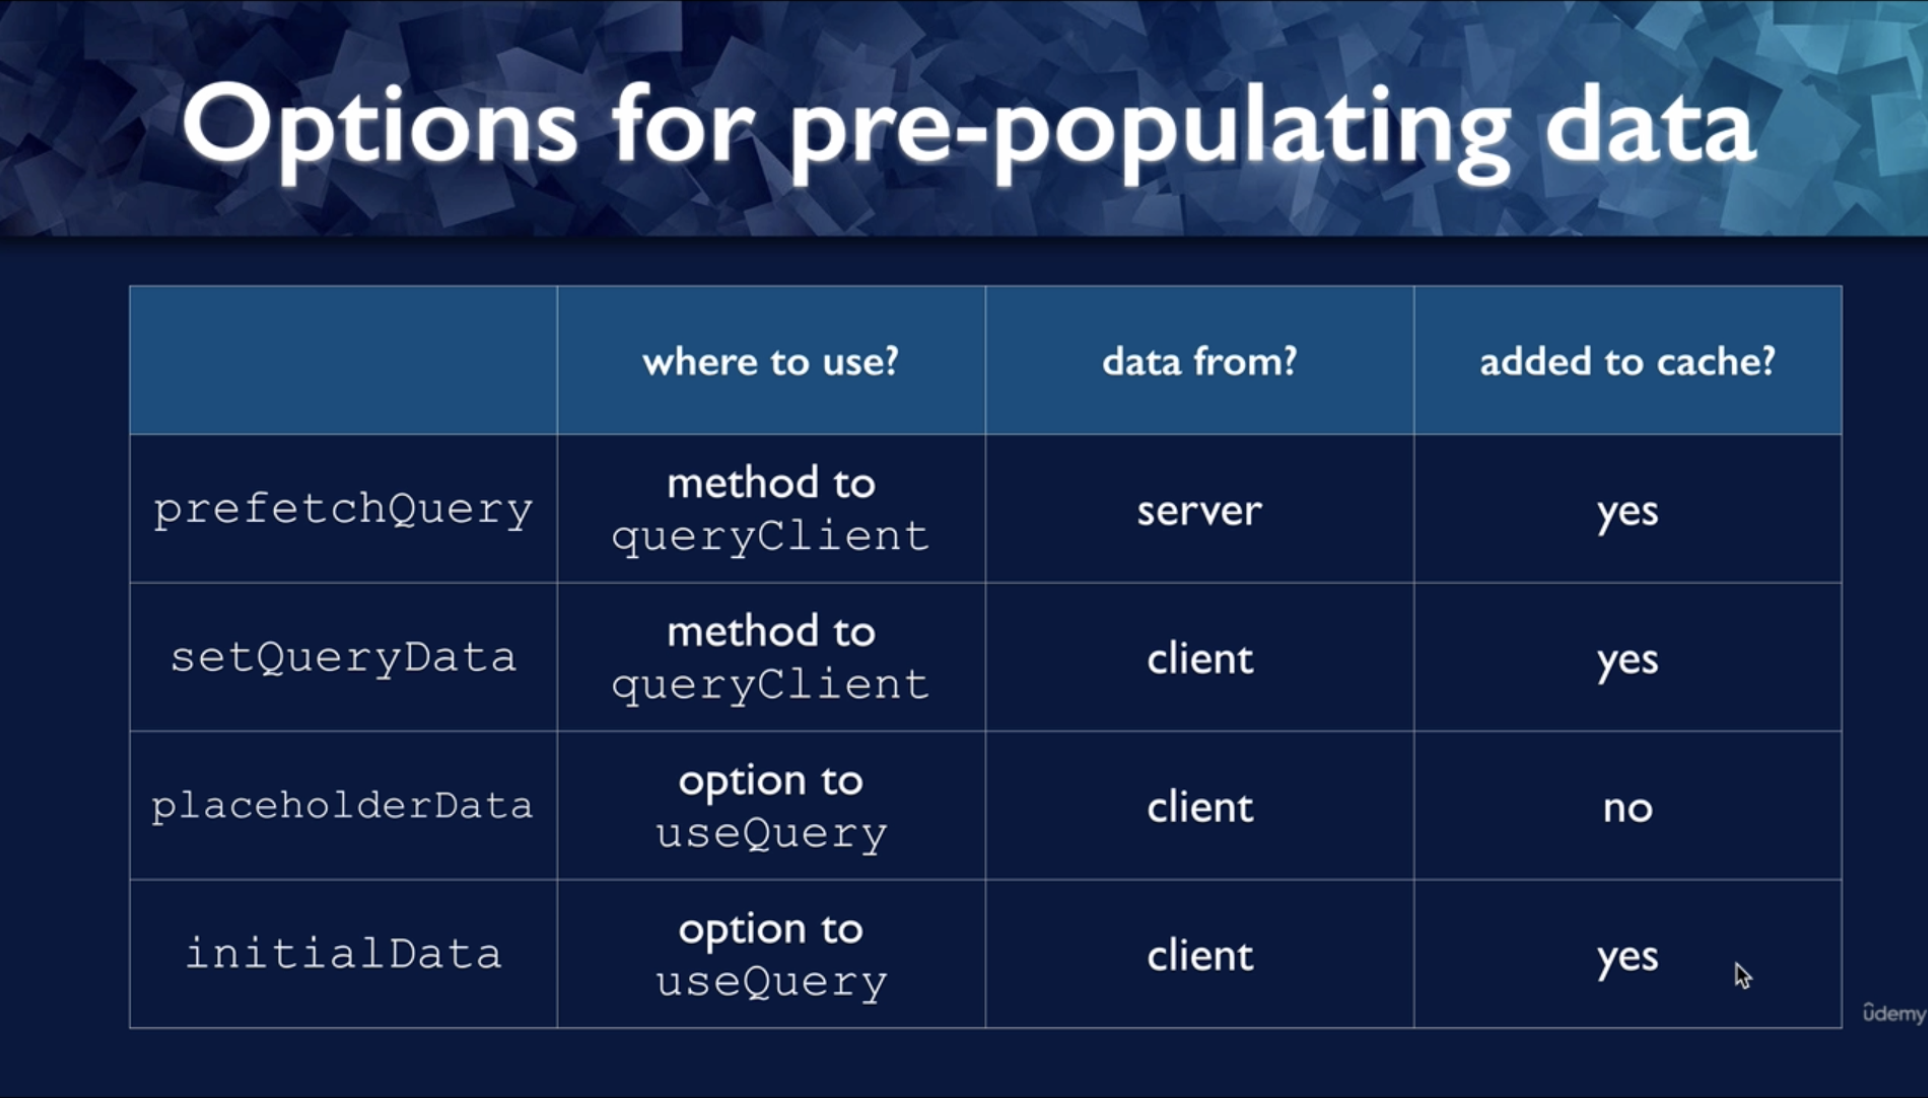 Options for pre-populating data
where to use?
data from?
added to cache?
prefetchQuery
method to
queryClient
server
yes
setQueryData
method to
queryClient
client
yes
placeholderData
option to
useQuery
client
no
initialData
option to
useQuery
client
yes
ûdemy